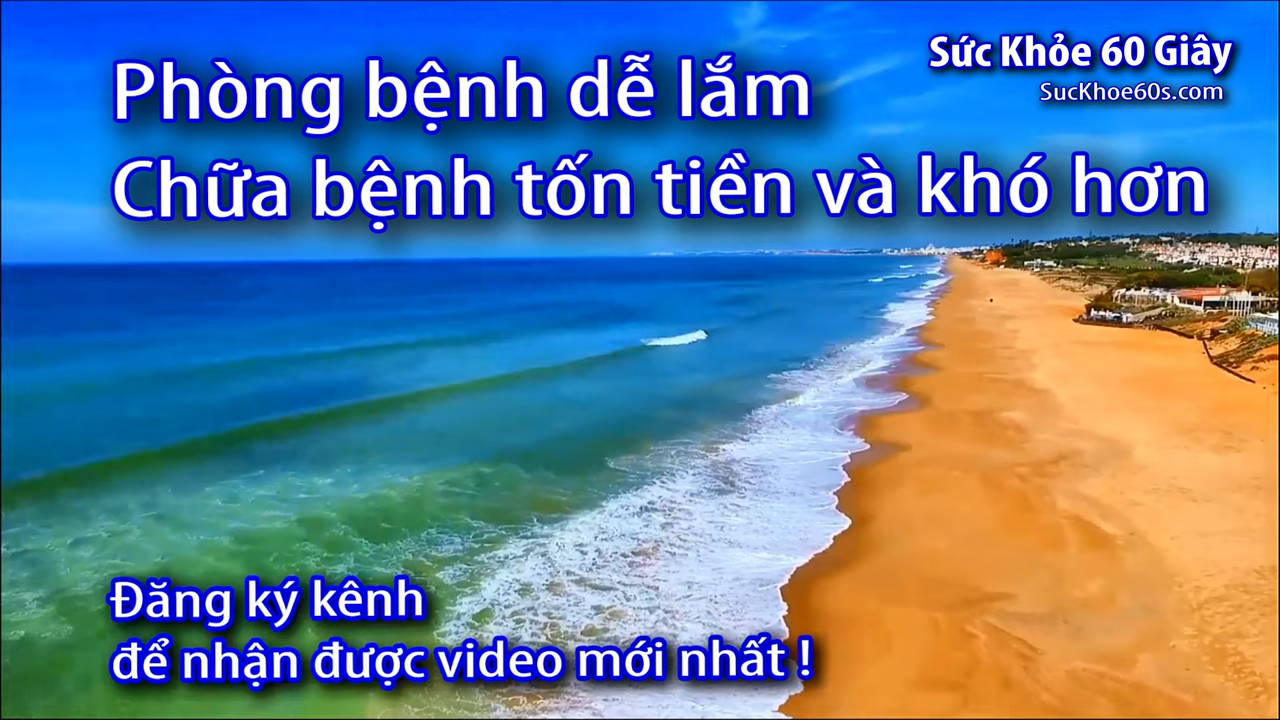 Sức Khỏe 60 Giây
SucKhoe60s.com
Phòng bệnh dễ lắm
Chữa bệnh tốn tiền và khó hơn
Đăng ký kênh
để nhận được video mới nhất !